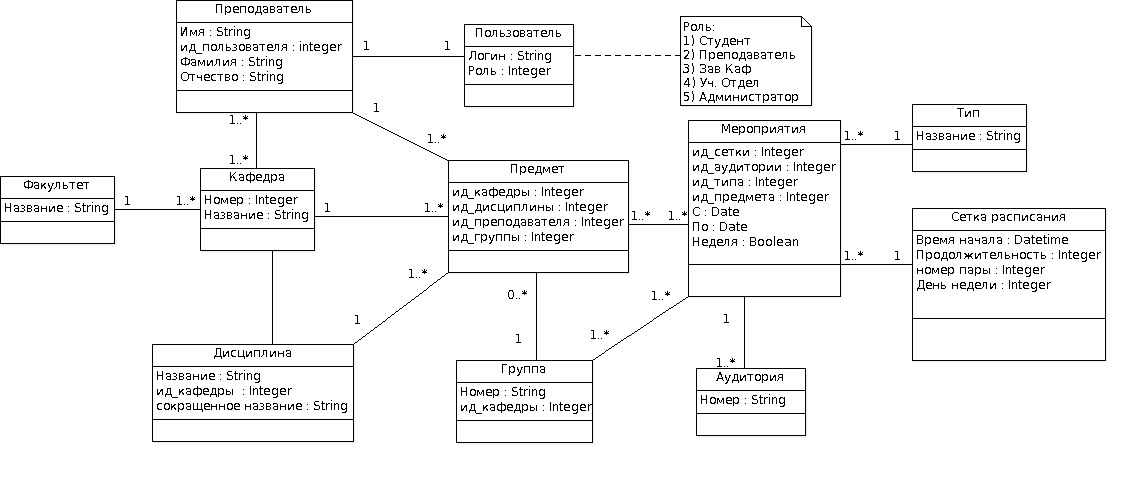 Преподаватель
Имя : String
ид_пользователя : integer
Фамилия : String
Отчество : String
1
1
Пользователь
Логин : String
Роль : Integer
Роль:
1) Студент
2) Преподаватель
3) Зав Каф
4) Уч. Отдел
5) Администратор
1
1..*
1..*
1..*
Факультет
Название : String
1
1..*
Кафедра
Номер : Integer
Название : String
1
1..*
Предмет
ид_кафедры : Integer
ид_дисциплины : Integer
ид_преподавателя : Integer
ид_группы : Integer
1..*
1..*
Мероприятия
ид_сетки : Integer
ид_аудитории : Integer
ид_типа : Integer
ид_предмета : Integer
С : Date
По : Date
Неделя : Boolean
1..*
1
Тип
Название : String
1..*
1
Сетка расписания
Время начала : Datetime
Продолжительность : Integer
номер пары : Integer
День недели : Integer
1..*
1
0..*
1
1..*
1..*
1
1..*
Дисциплина
Название : String
ид_кафедры : Integer
сокращенное название : String
Группа
Номер : String
ид_кафедры : Integer
Аудитория
Номер : String